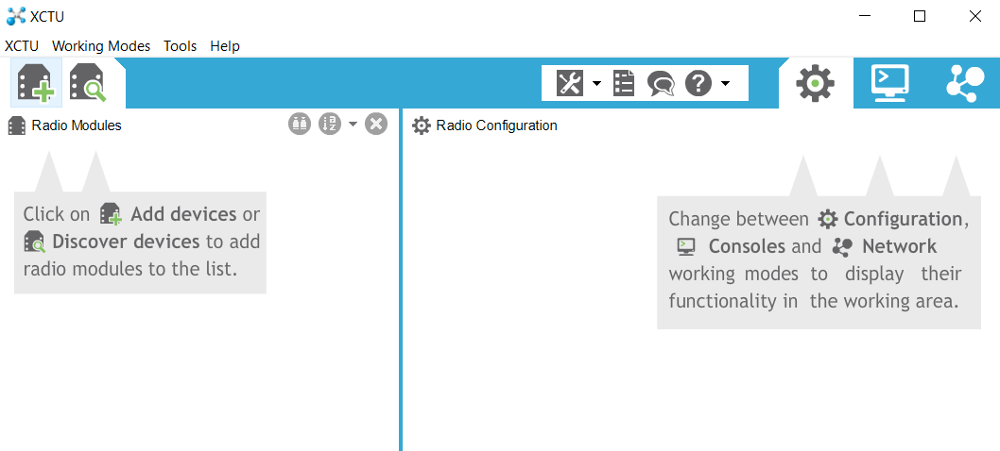 XCTU
XCTU Working Modes Tools Help
Radio Modules
Radio Configuration
Click on Add devices or
Discover devices to add
radio modules to the list.
Change between Configuration,
Consoles and Network
working modes to display their
functionality in the working area.